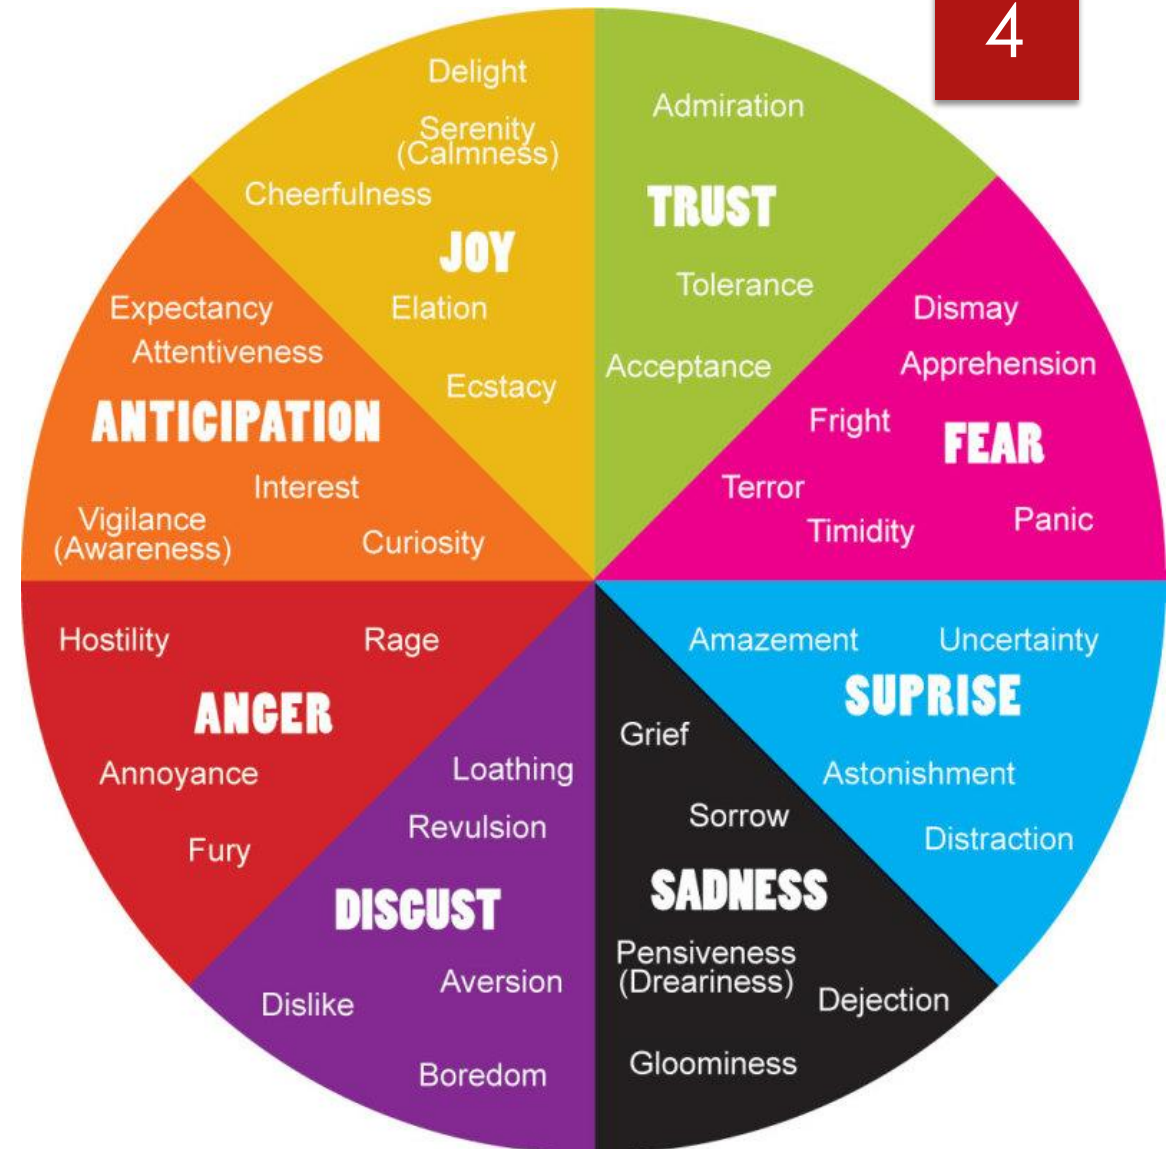 4
Delight
Serenity
(Calmness)
Cheerfulness
JOY
Elation
Ecstacy
Admiration
TRUST
Tolerance
Acceptance
Dismay
Apprehension
Fright
FEAR
Terror
Timidity
Panic
Amazement
Uncertainty
SUPRISE
Astonishment
Distraction
Grief
Sorrow
SADNESS
Pensiveness
(Dreariness)
Dejection
Gloominess
Loathing
Revulsion
DISGUST
Aversion
Dislike
Boredom
Hostility
Rage
ANGER
Annoyance
Fury
Expectancy
Attentiveness
ANTICIPATION
Interest
Vigilance
(Awareness)
Curiosity